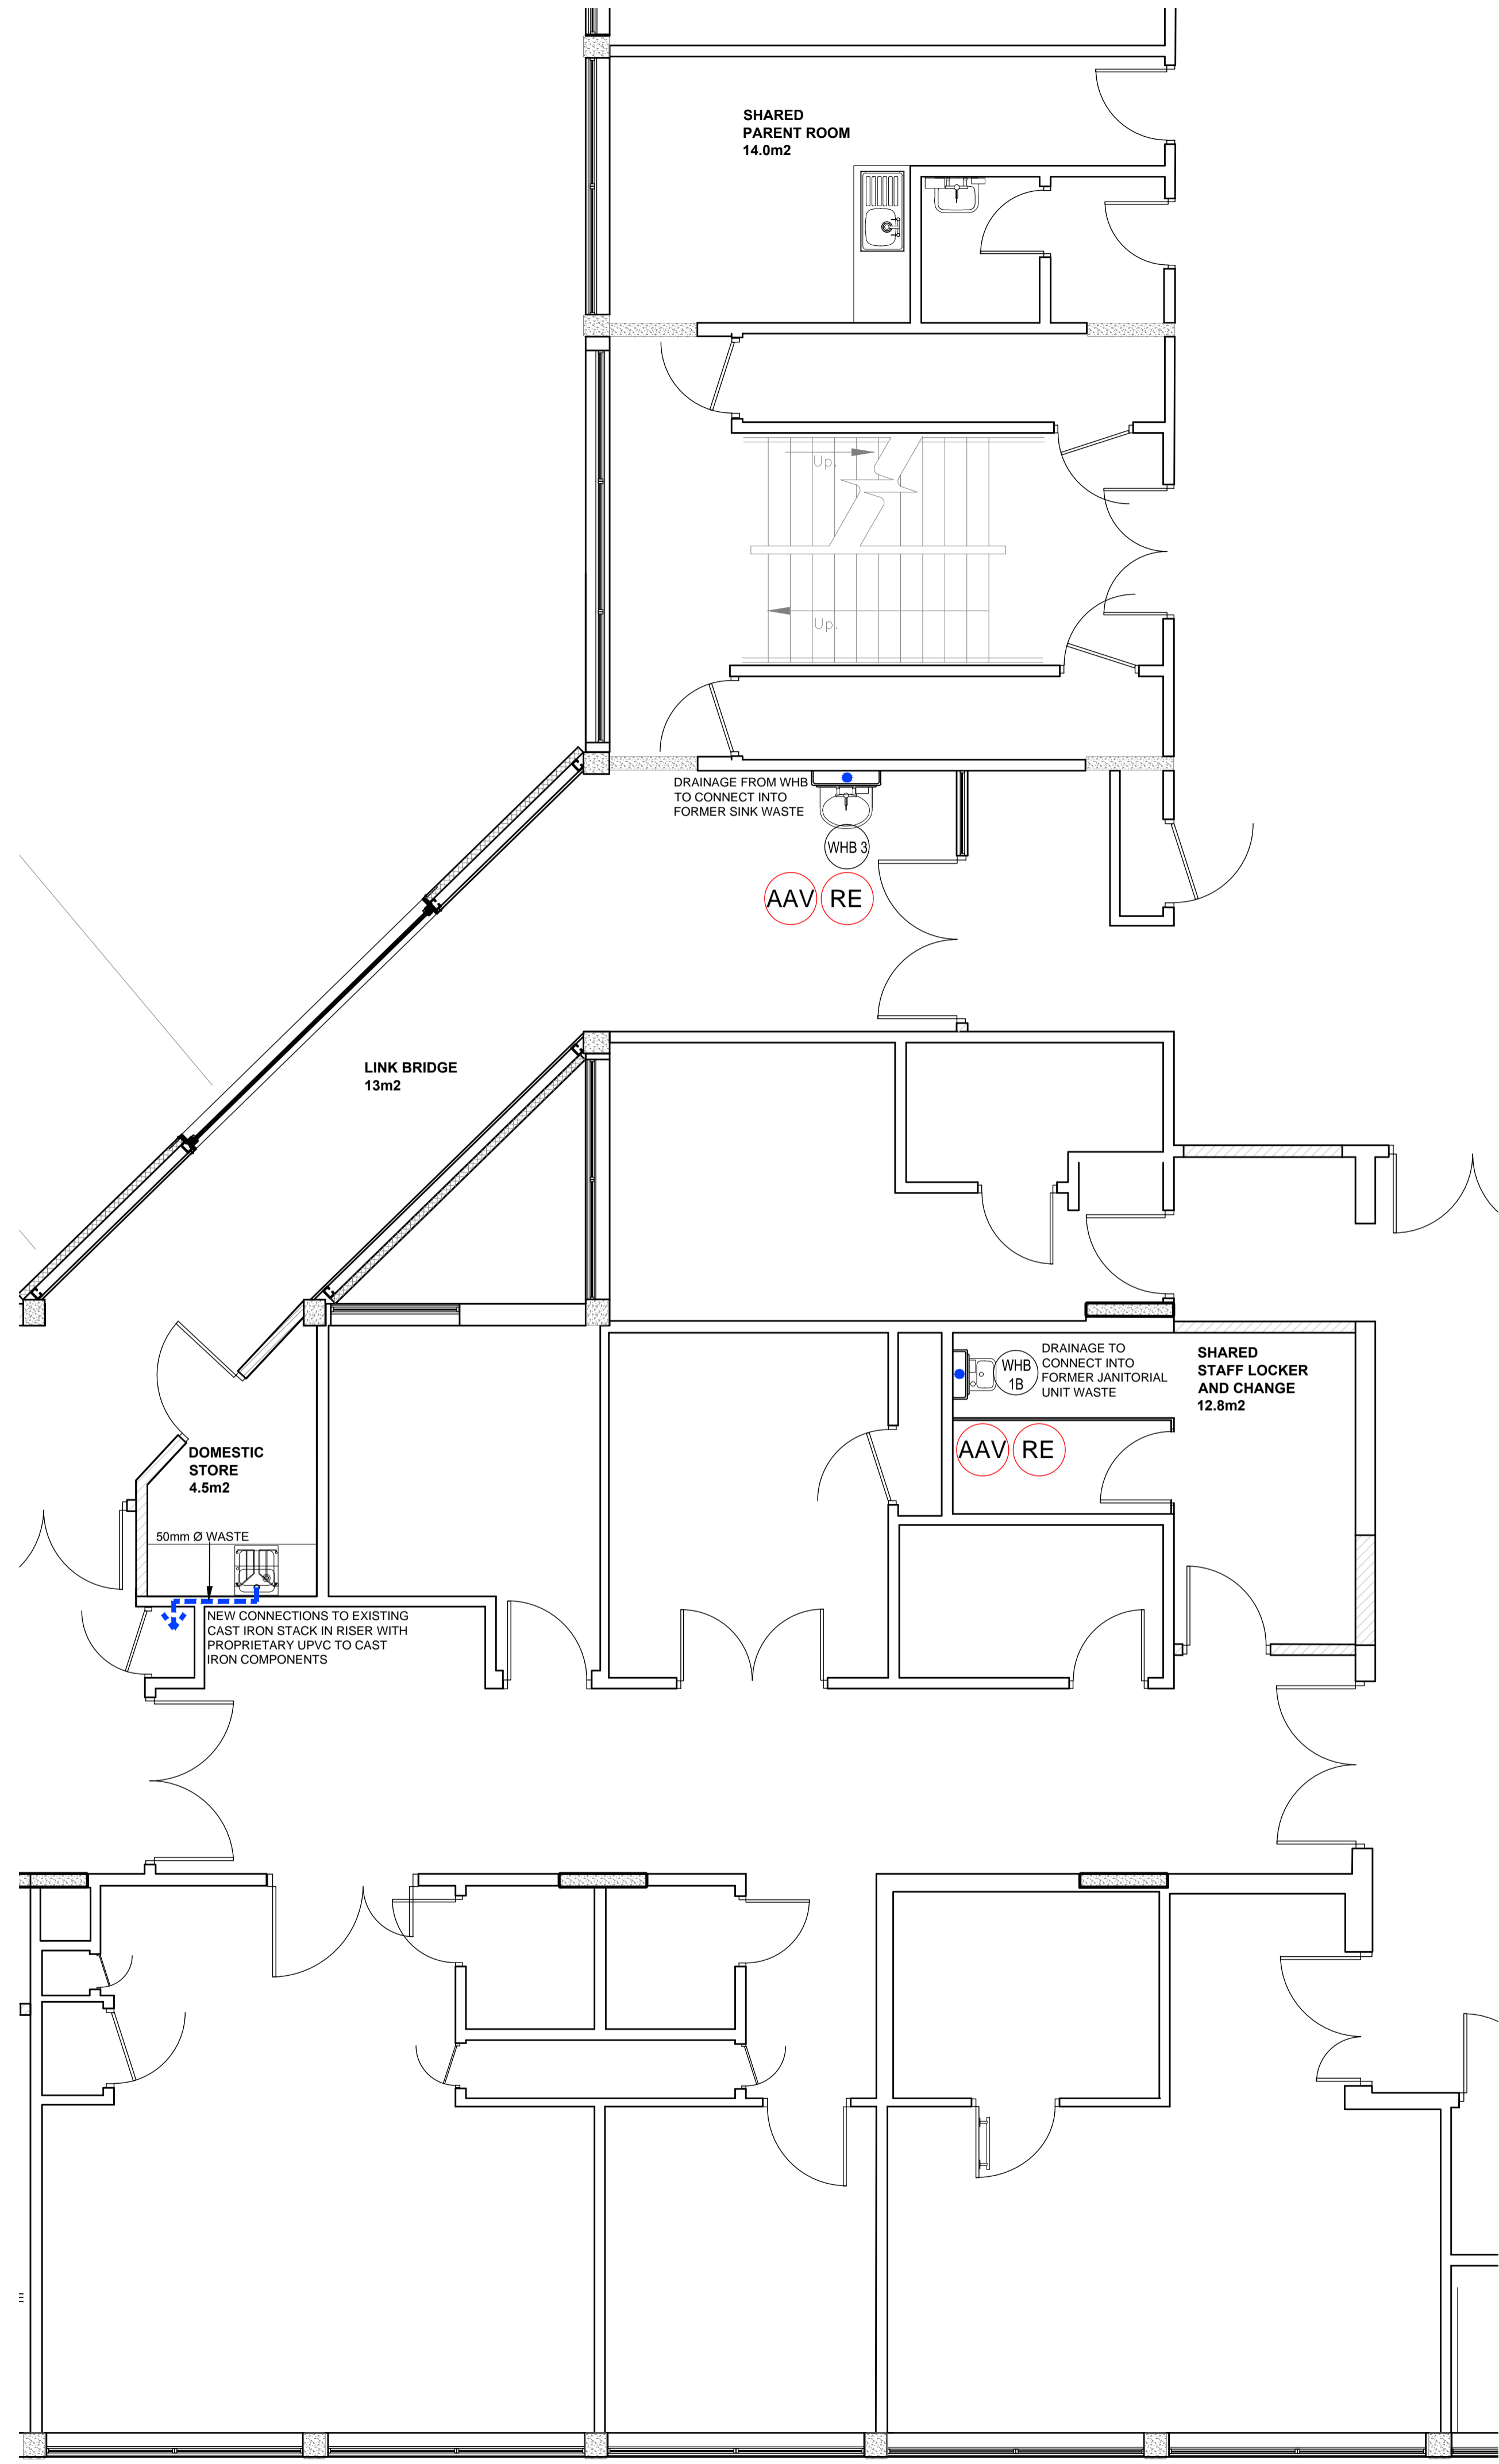 SHARED
PARENT ROOM
14.0m2
Up.
Up.
DRAINAGE FROM WHB
TO CONNECT INTO
FORMER SINK WASTE
WHB 3
AAV
RE
LINK BRIDGE
13m2
WHB
1B
DRAINAGE TO
CONNECT INTO
FORMER JANITORIAL
UNIT WASTE
SHARED
STAFF LOCKER
AND CHANGE
12.8m2
AAV
RE
DOMESTIC
STORE
4.5m2
50mm Ø WASTE
NEW CONNECTIONS TO EXISTING
CAST IRON STACK IN RISER WITH
PROPRIETARY UPVC TO CAST
IRON COMPONENTS